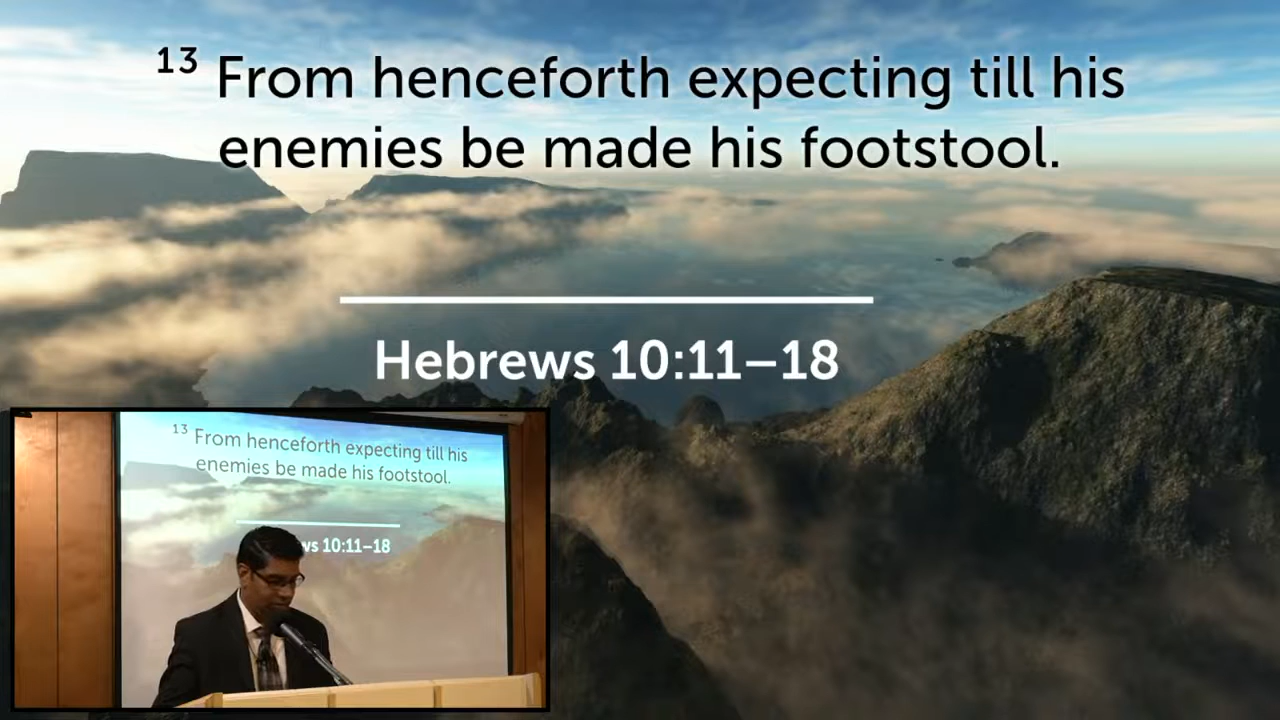 13 From henceforth expecting till his
enemies be made his footstool.
Hebrews 10:11–18
13 From henceforth expecting till his
enemies be made his footstool.
ws 10:11–18